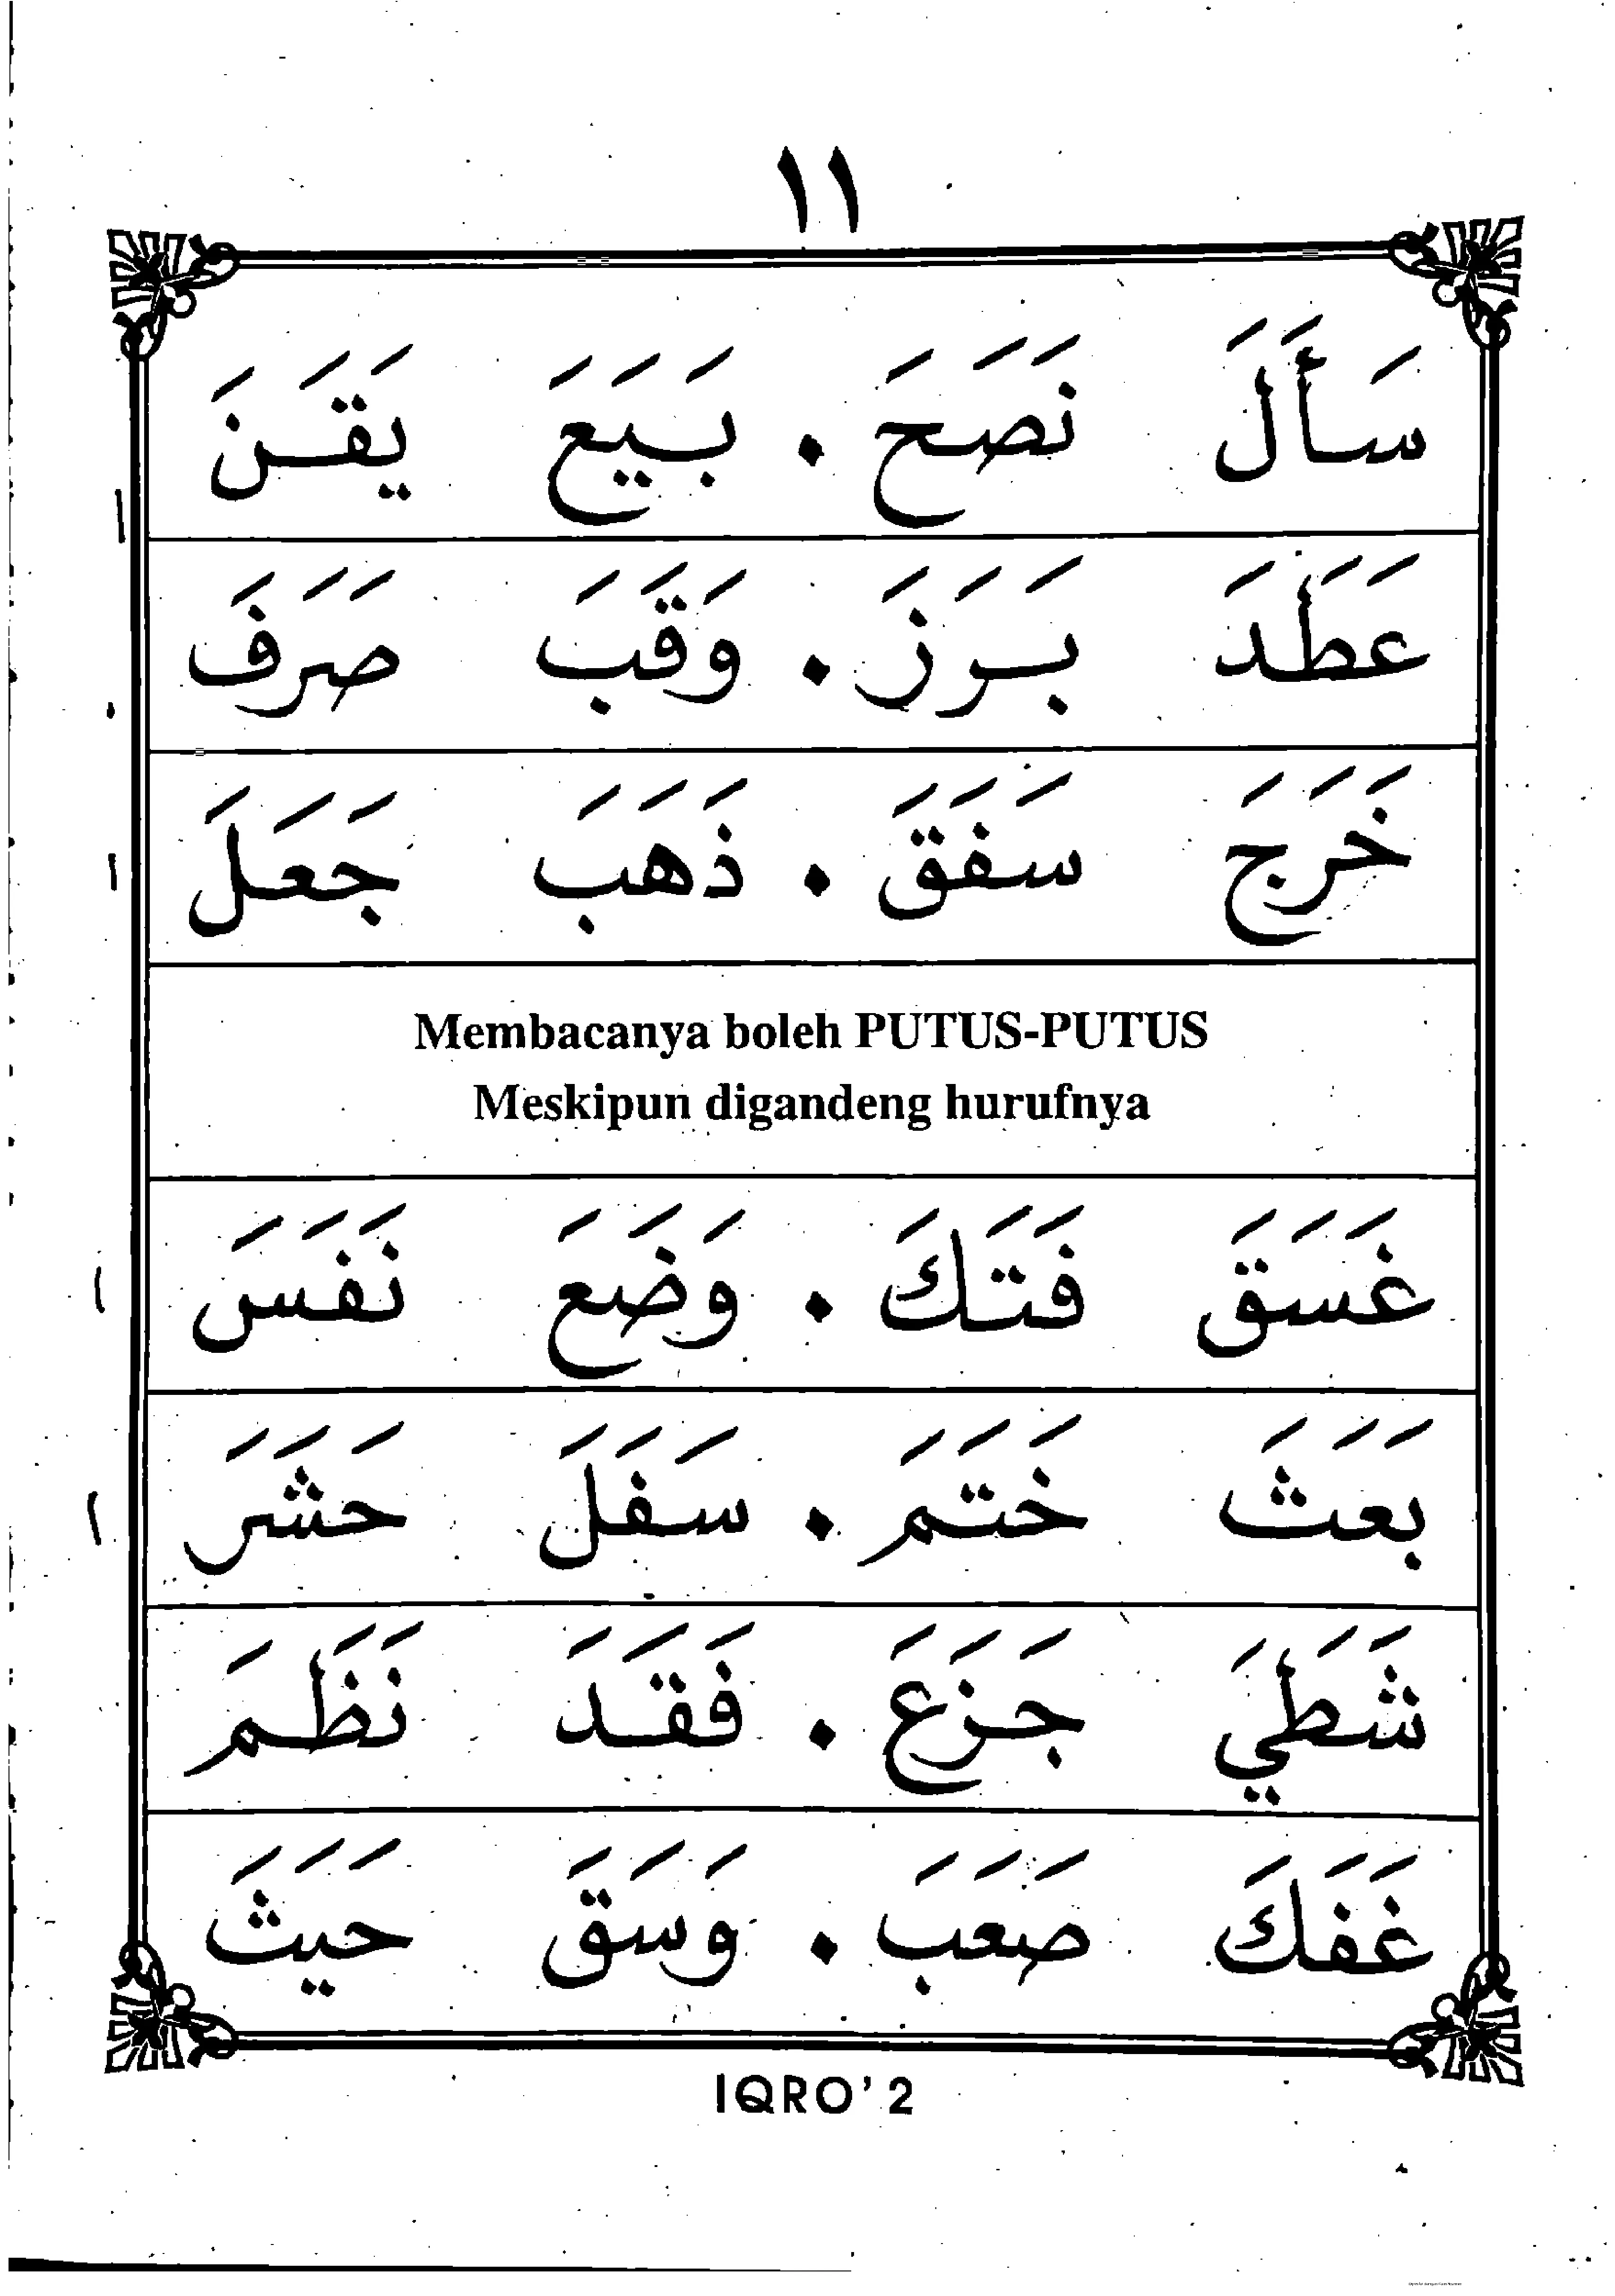 ١١
سَأَلَ نَصَحَ . بَيَعَ يَقَنَ
عَطَدَ بَرَزَ . وَقَبَ صَرَفَ
خَرَجَ سَفَقَ . ذَهَبَ جَعَلَ
Membacanya boleh PUTUS-PUTUS
Meskipun digandeng hurufnya
غَسَقَ فَتَكَ . وَضَعَ نَفَسَ
بَعَثَ خَتَمَ . سَفَلَ حَشَرَ
شَطَيَ جَزَعَ . فَقَدَ نَظَمَ
غَفَكَ صَعَبَ . وَسَقَ حَيَثَ
IQRO'2